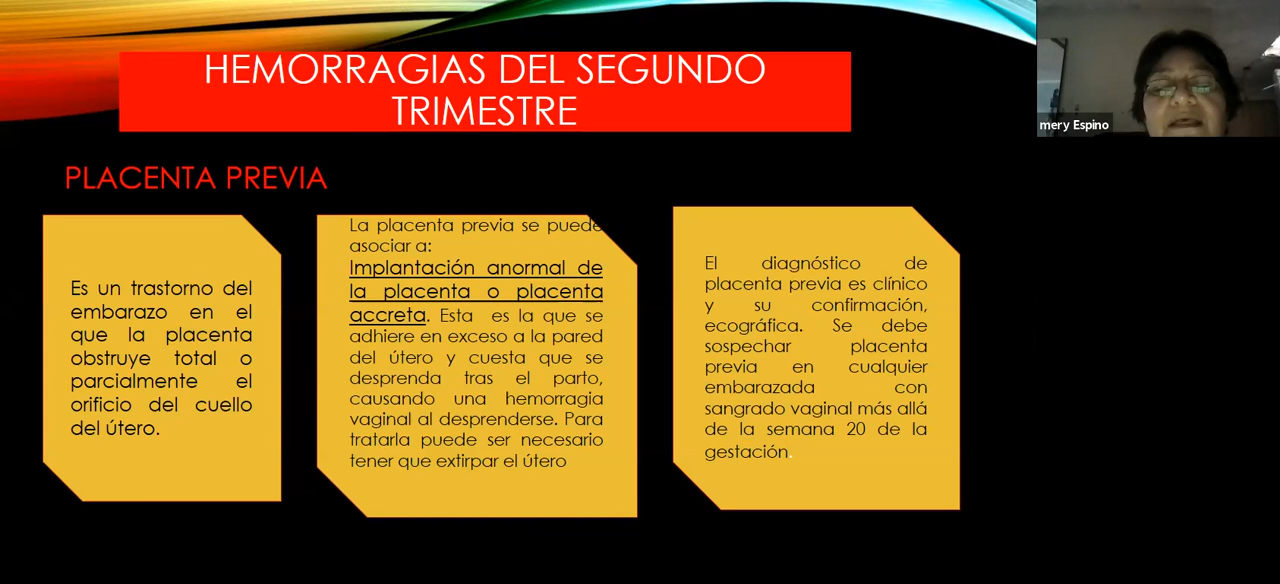 HEMORRAGIAS DEL SEGUNDO
TRIMESTRE
mery Espino
PLACENTA PREVIA
Es un trastorno del
embarazo en el
que la placenta
obstruye total o
parcialmente el
orificio del cuello
del útero.
La placenta previa se puede
asociar a:
Implantación anormal de
la placenta o placenta
accreta. Esta es la que se
adhiere en exceso a la pared
del útero y cuesta que se
desprenda tras el parto,
causando una hemorragia
vaginal al desprenderse. Para
tratarla puede ser necesario
tener que extirpar el útero
El diagnóstico de
placenta previa es clínico
y su confirmación,
ecográfica. Se debe
sospechar placenta
previa en cualquier
embarazada con
sangrado vaginal más allá
de la semana 20 de la
gestación.